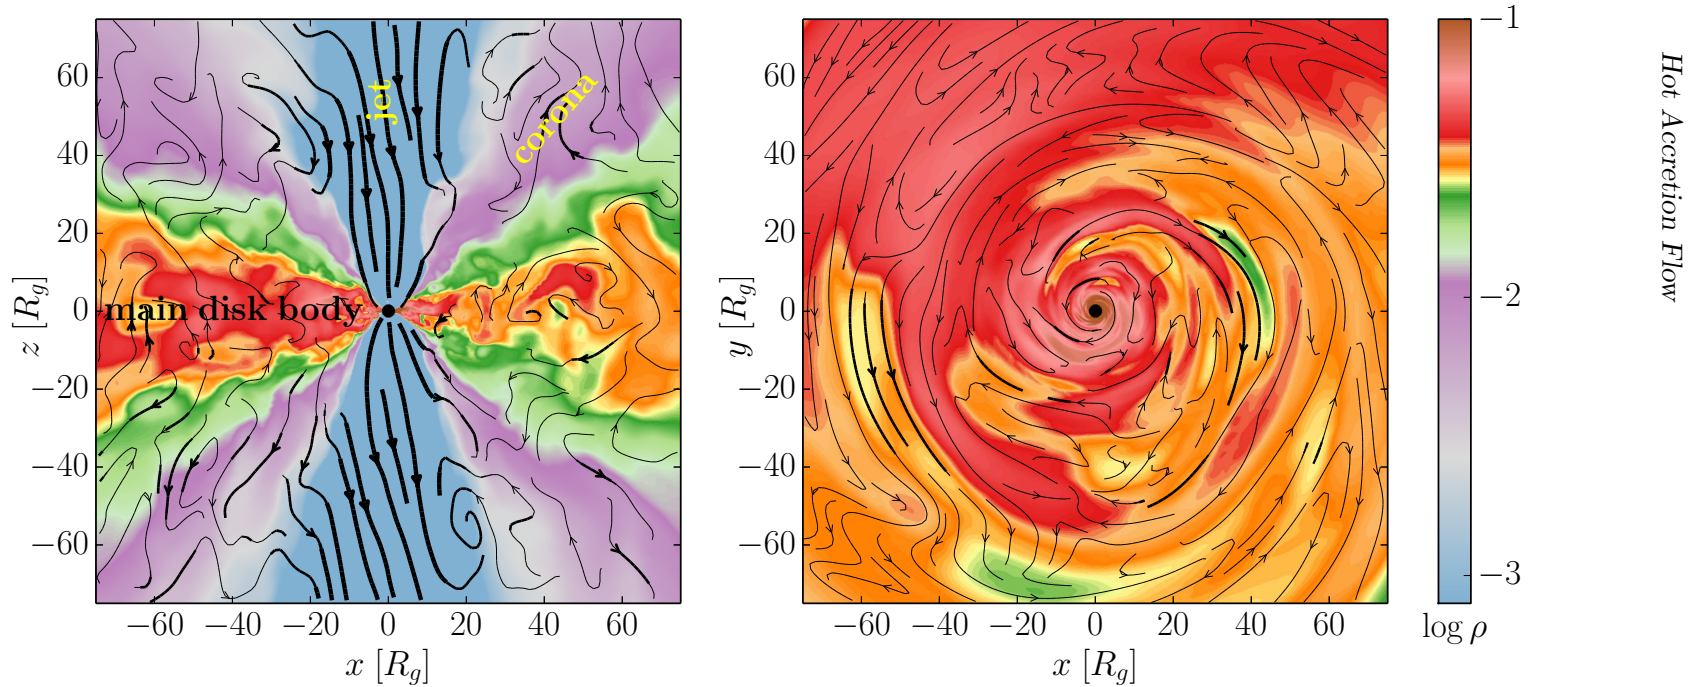 60
40
20
0
−20
−40
−60
z [R_g]
jet
corona
main disk body
−60 −40 −20 0 20 40 60
x [R_g]
60
40
20
0
−20
−40
−60
y [R_g]
−60 −40 −20 0 20 40 60
x [R_g]
−1
−2
−3
log ρ
Hot Accretion Flow